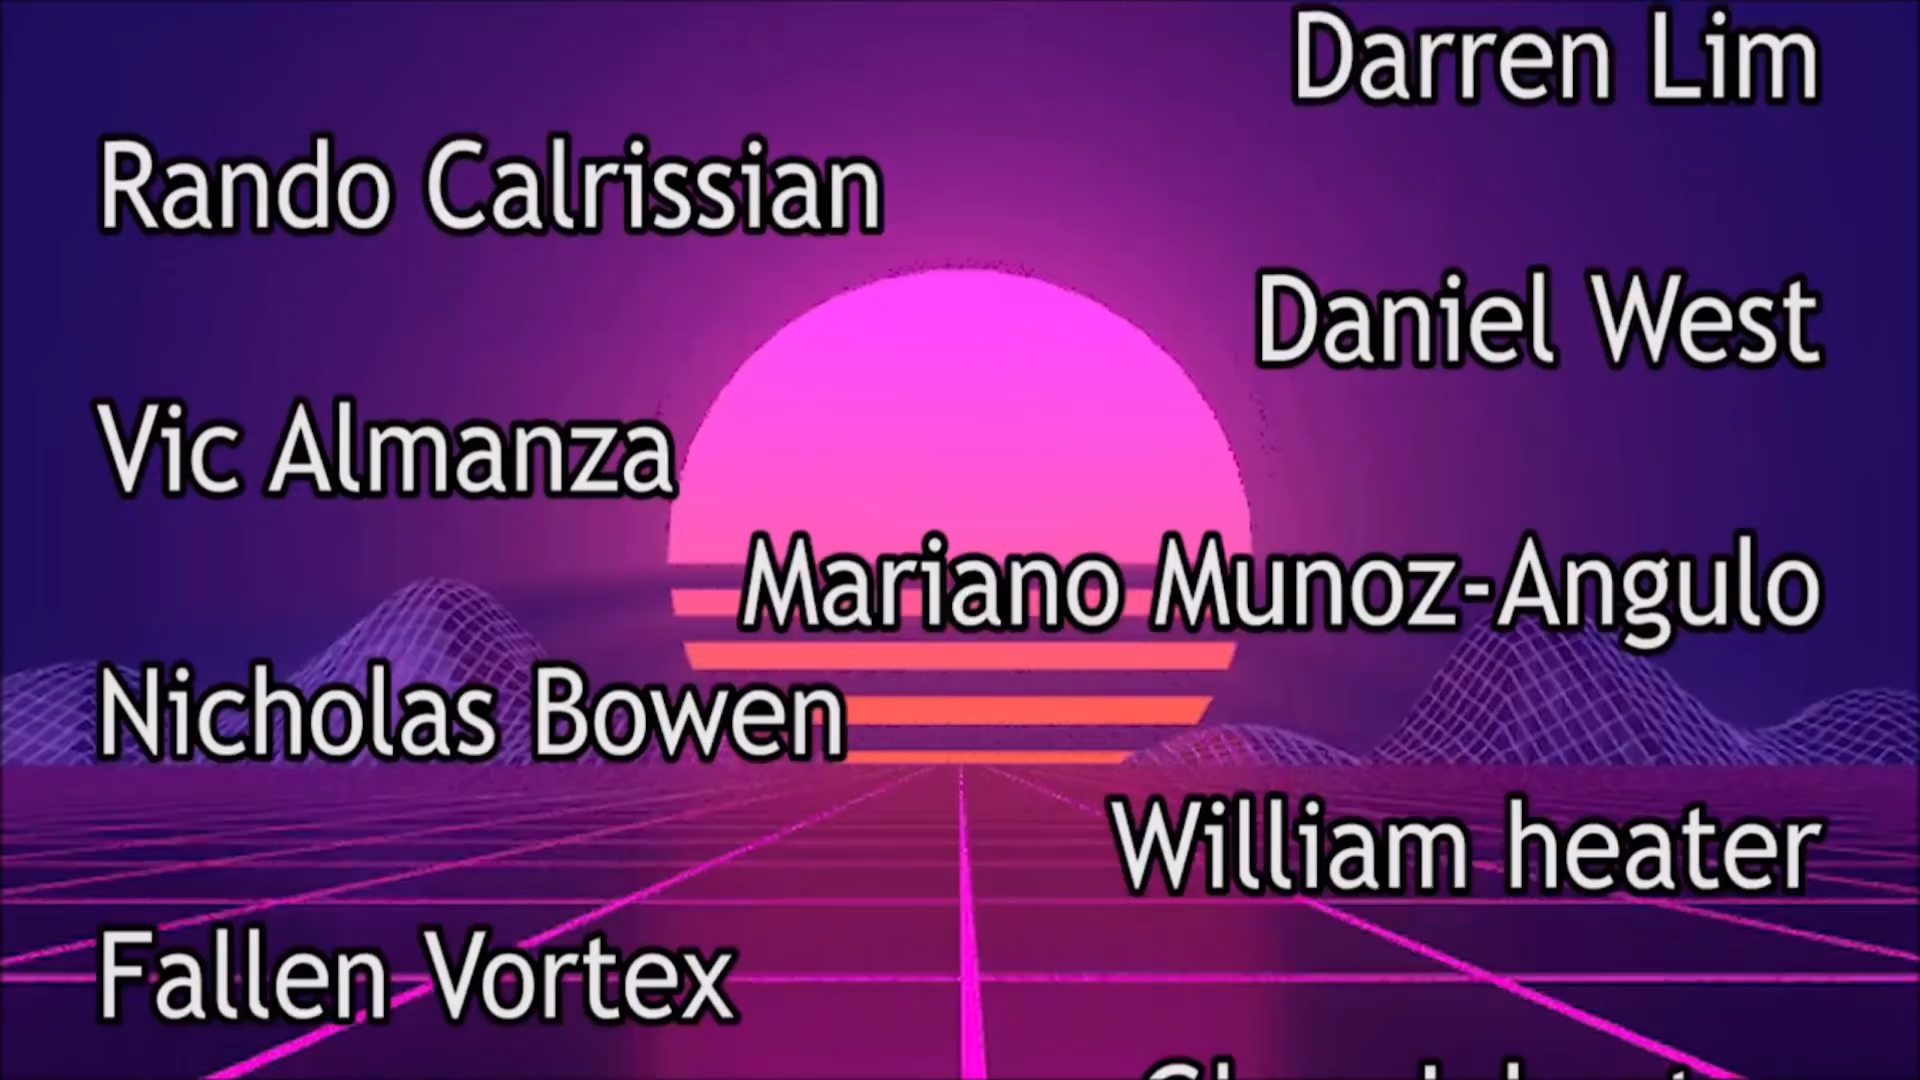 Darren Lim
Rando Calrissian
Daniel West
Vic Almanza
Mariano Munoz-Angulo
Nicholas Bowen
William heater
Fallen Vortex